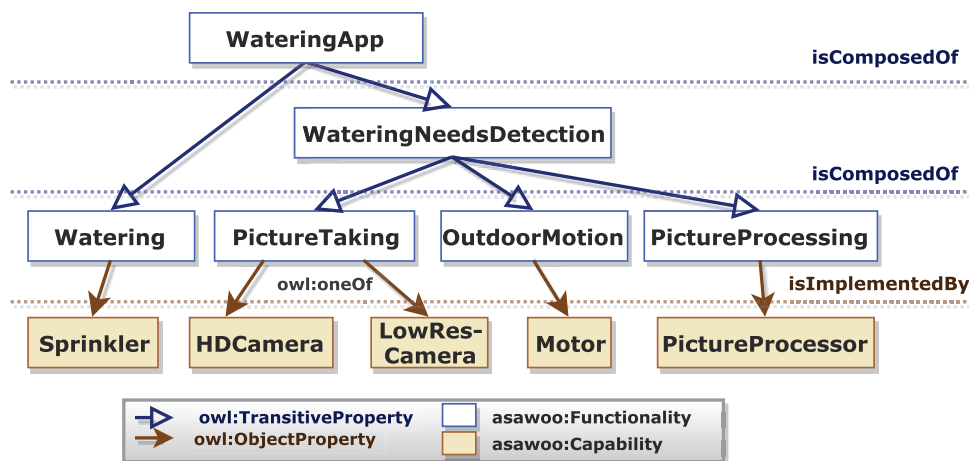 WateringApp
isComposedOf
WateringNeedsDetection
isComposedOf
Watering
PictureTaking
OutdoorMotion
PictureProcessing
owl:oneOf
isImplementedBy
Sprinkler
HDCamera
LowRes-
Camera
Motor
PictureProcessor
owl:TransitiveProperty
asawoo:Functionality
owl:ObjectProperty
asawoo:Capability